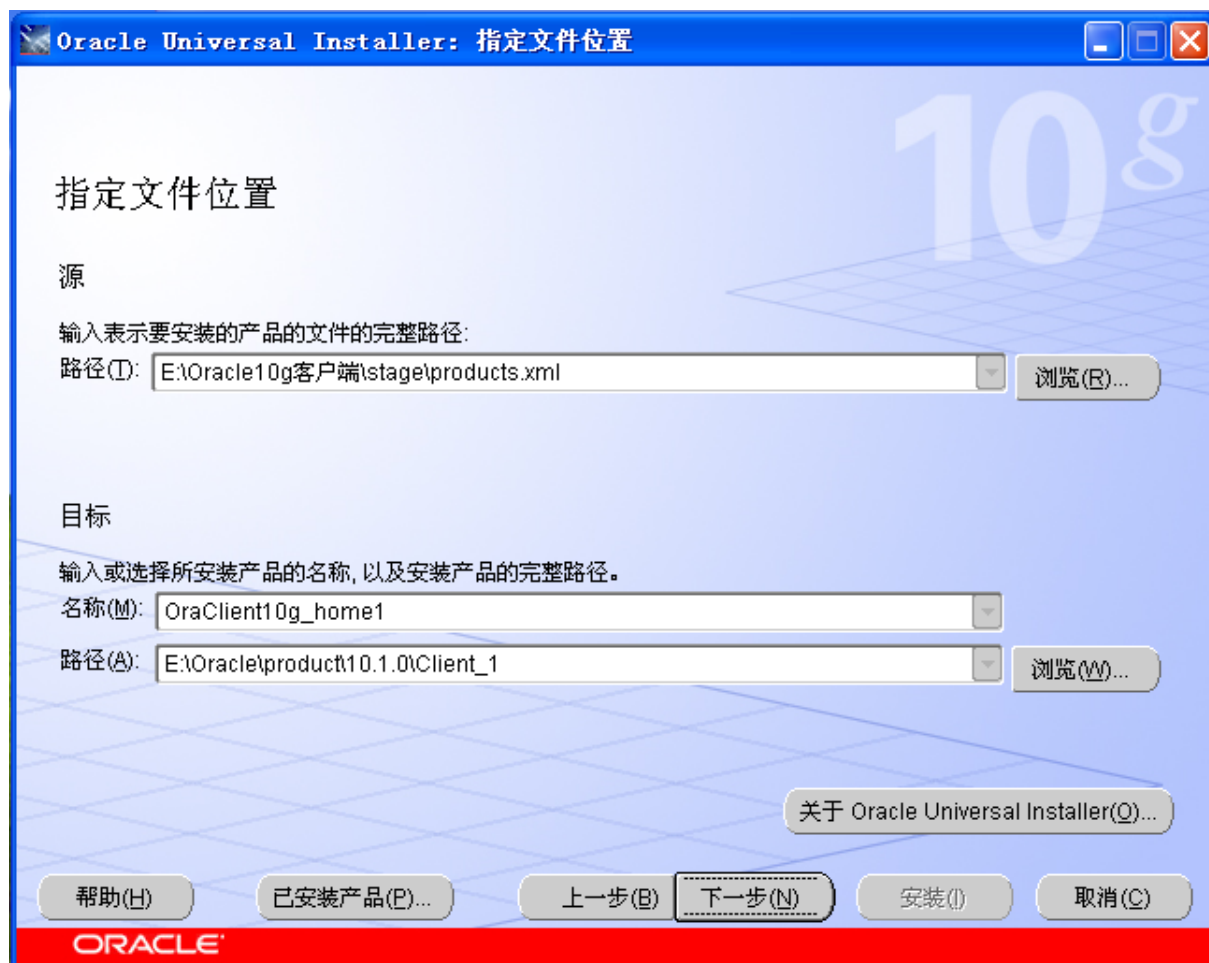 Oracle Universal Installer: 指定文件位置
10g
指定文件位置
源
输入表示要安装的产品的文件的完整路径:
路径(T): E:\Oracle10g客户端\stage\products.xml 浏览(R)...
目标
输入或选择所安装产品的名称, 以及安装产品的完整路径。
名称(M): OraClient10g_home1
路径(A): E:\Oracle\product\10.1.0\Client_1 浏览(W)...
关于 Oracle Universal Installer(O)...
帮助(H) 已安装产品(P)... 上一步(B) 下一步(N) 安装(I) 取消(C)
ORACLE